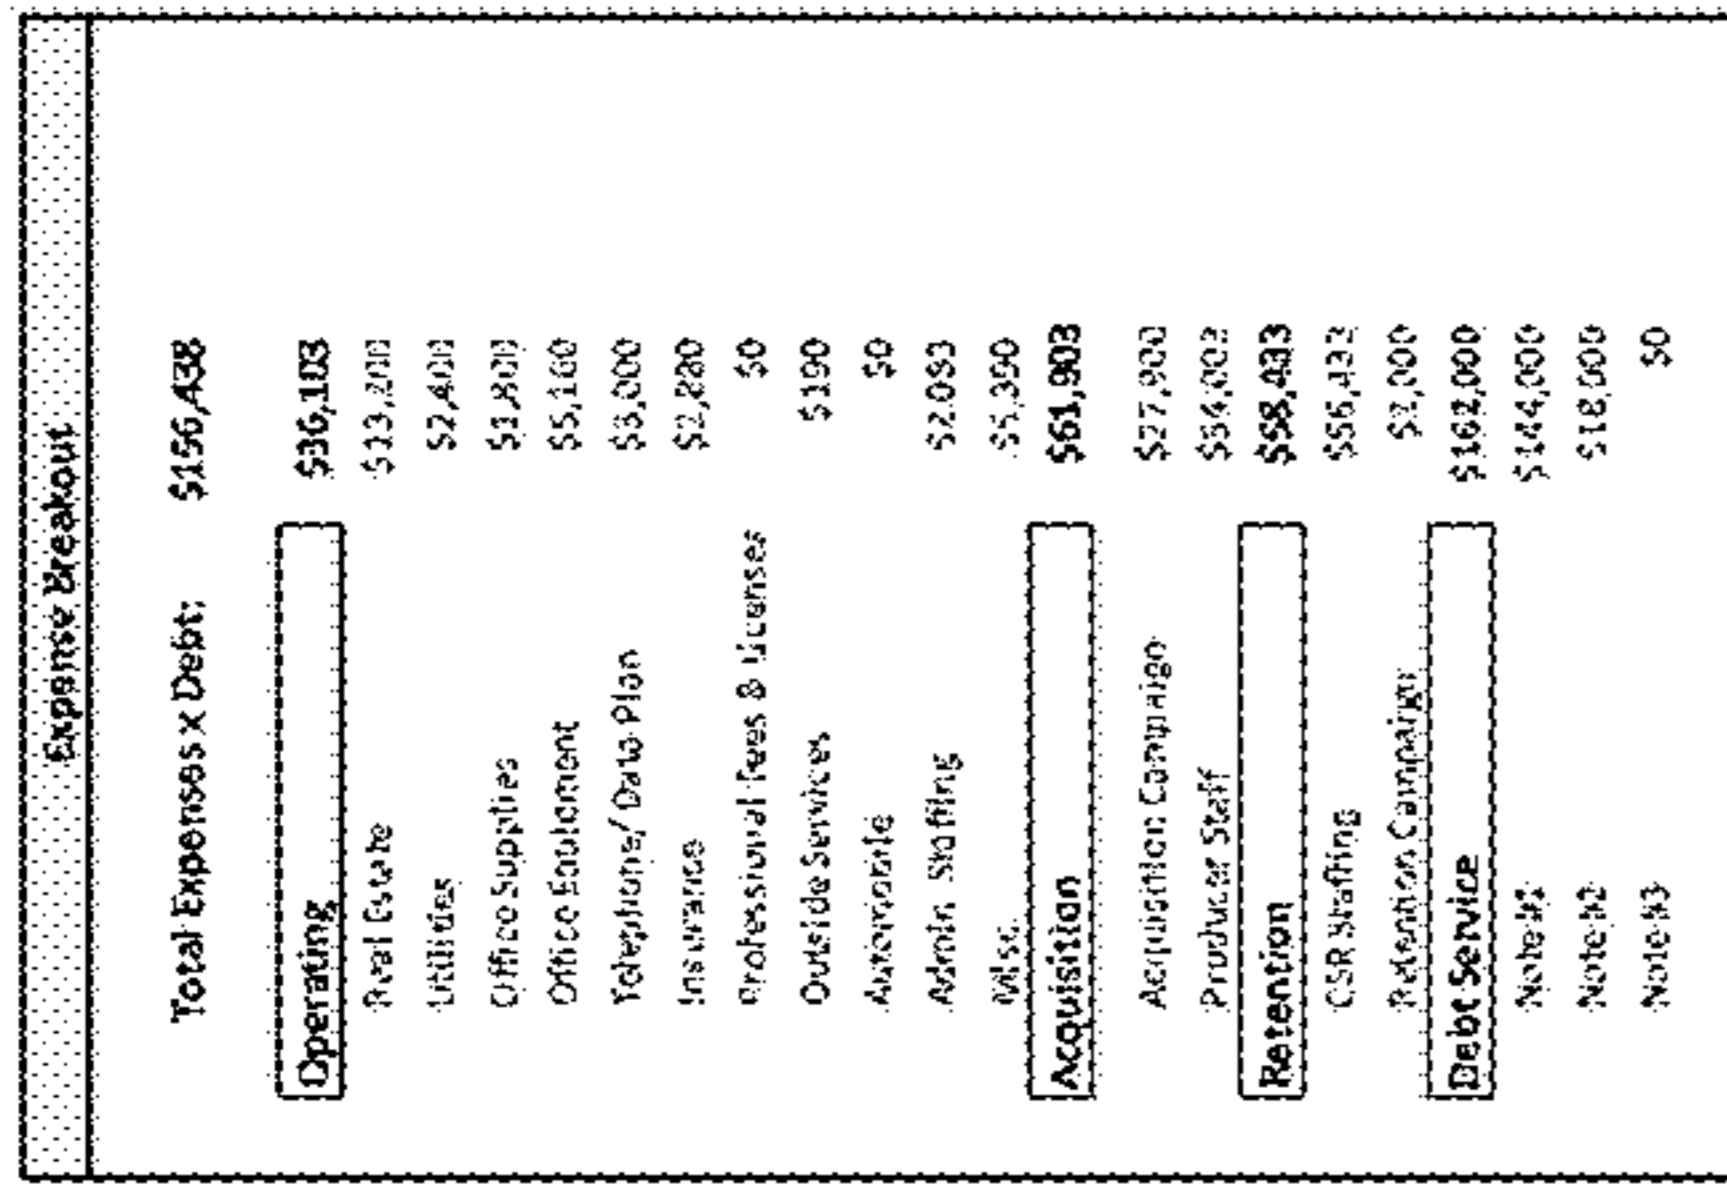 Expense Breakout
Total Expenses x Debt: $156,438
Operating $36,103
Real Estate $13,200
Utilities $2,400
Office Supplies $1,800
Office Equipment $5,160
Telephone/ Data Plan $3,600
Insurance $2,280
Professional Fees & Licenses $0
Outside Services $190
Automobile $0
Admin. Staffing $2,083
Misc. $5,390
Acquisition $61,903
Acquisition Campaign $27,900
Producer Staff $34,003
Retention $58,433
CSR Staffing $56,433
Retention Campaign $2,000
Debt Service $162,000
Note #1 $144,000
Note #2 $18,000
Note #3 $0